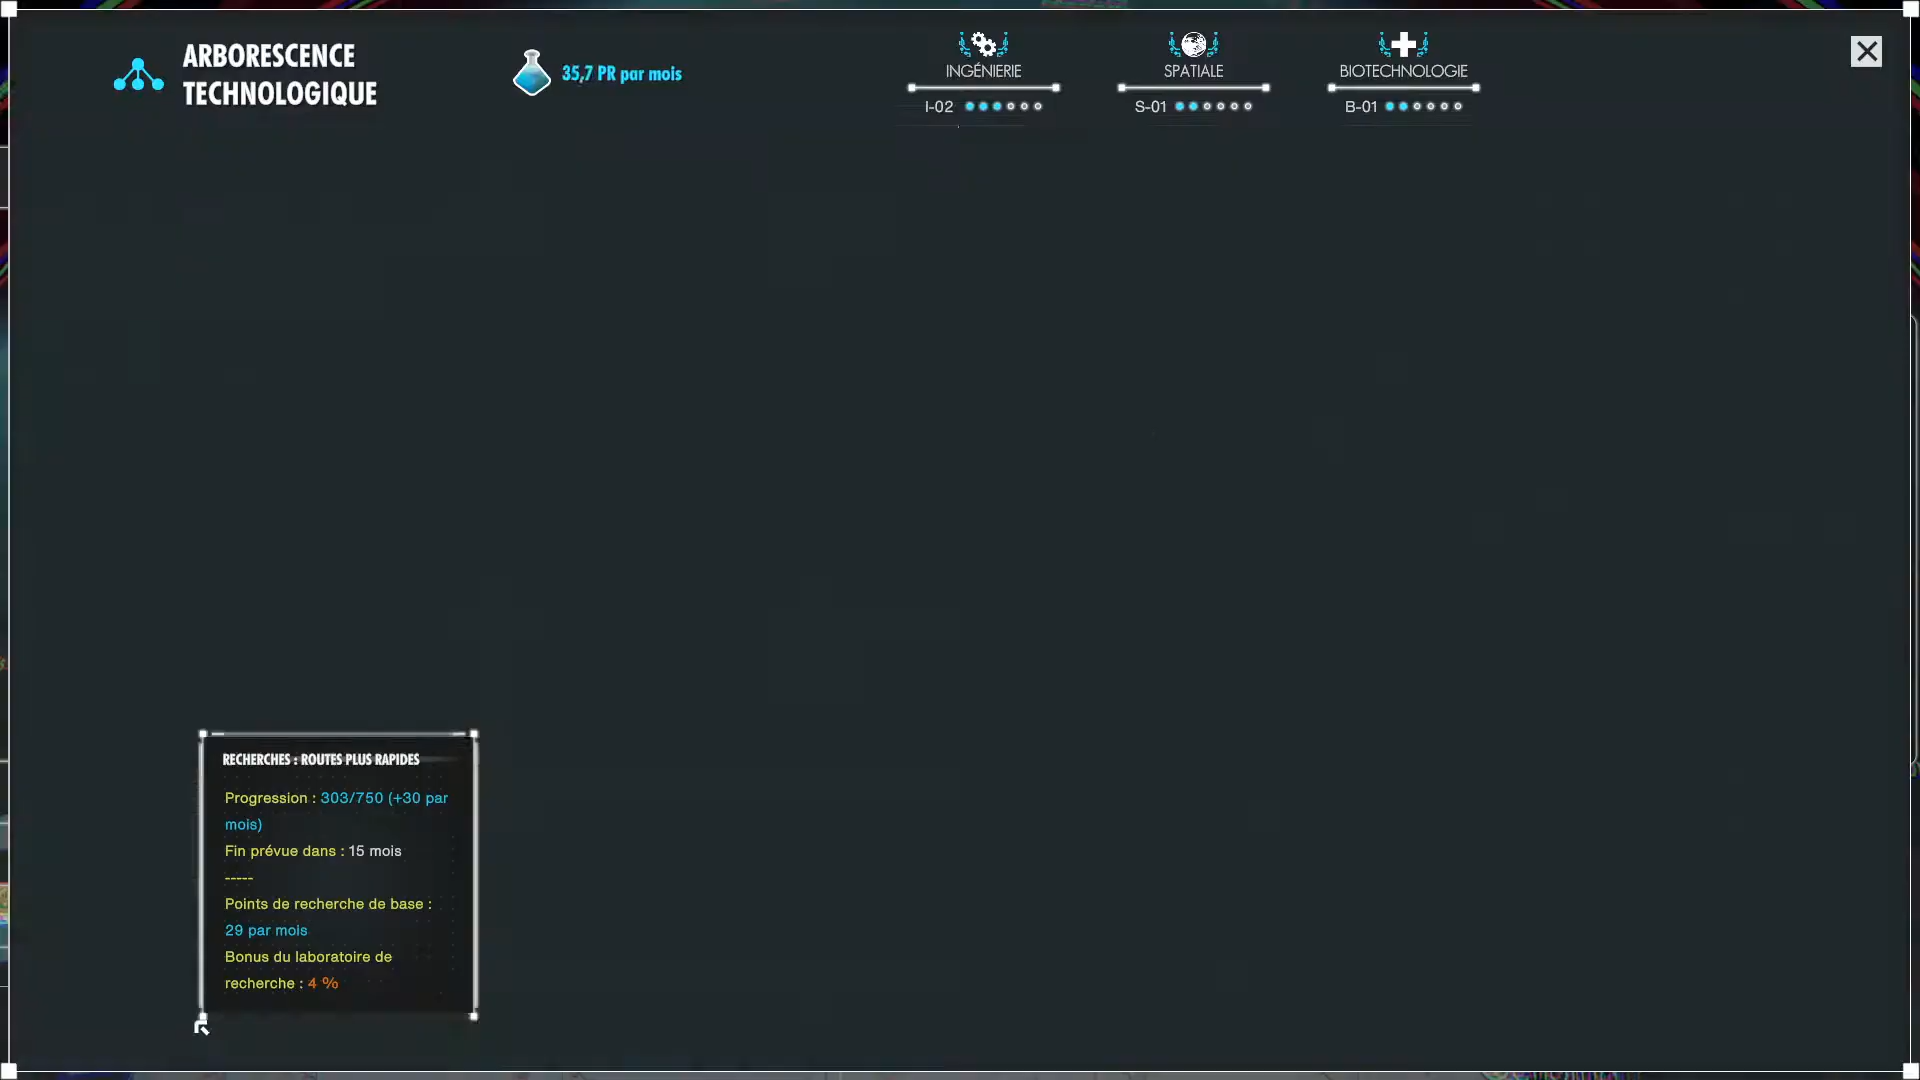 ARBORESCENCE
TECHNOLOGIQUE
35,7 PR par mois
INGÉNIERIE
I-02
SPATIALE
S-01
BIOTECHNOLOGIE
B-01
RECHERCHES : ROUTES PLUS RAPIDES
Progression : 303/750 (+30 par
mois)
Fin prévue dans : 15 mois
-----
Points de recherche de base :
29 par mois
Bonus du laboratoire de
recherche : 4 %